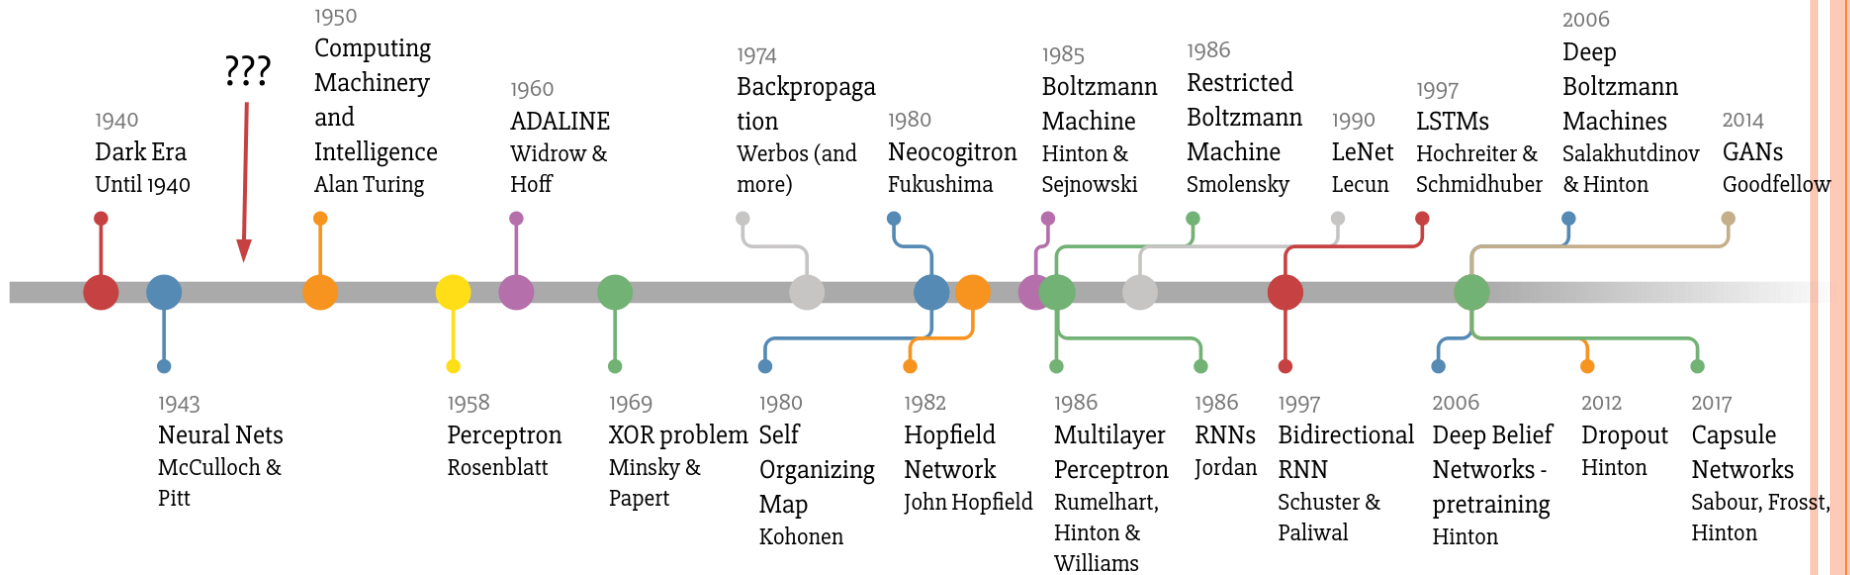 1940
Dark Era
Until 1940
???
1950
Computing
Machinery
and
Intelligence
Alan Turing
1960
ADALINE
Widrow &
Hoff
1974
Backpropaga
tion
Werbos (and
more)
1980
Neocogitron
Fukushima
1985
Boltzmann
Machine
Hinton &
Sejnowski
1986
Restricted
Boltzmann
Machine
Smolensky
1990
LeNet
Lecun
1997
LSTMs
Hochreiter &
Schmidhuber
2006
Deep
Boltzmann
Machines
Salakhutdinov
& Hinton
2014
GANs
Goodfellow
1943
Neural Nets
McCulloch &
Pitt
1958
Perceptron
Rosenblatt
1969
XOR problem
Minsky &
Papert
1980
Self
Organizing
Map
Kohonen
1982
Hopfield
Network
John Hopfield
1986
Multilayer
Perceptron
Rumelhart,
Hinton &
Williams
1986
RNNs
Jordan
1997
Bidirectional
RNN
Schuster &
Paliwal
2006
Deep Belief
Networks -
pretraining
Hinton
2012
Dropout
Hinton
2017
Capsule
Networks
Sabour, Frosst,
Hinton